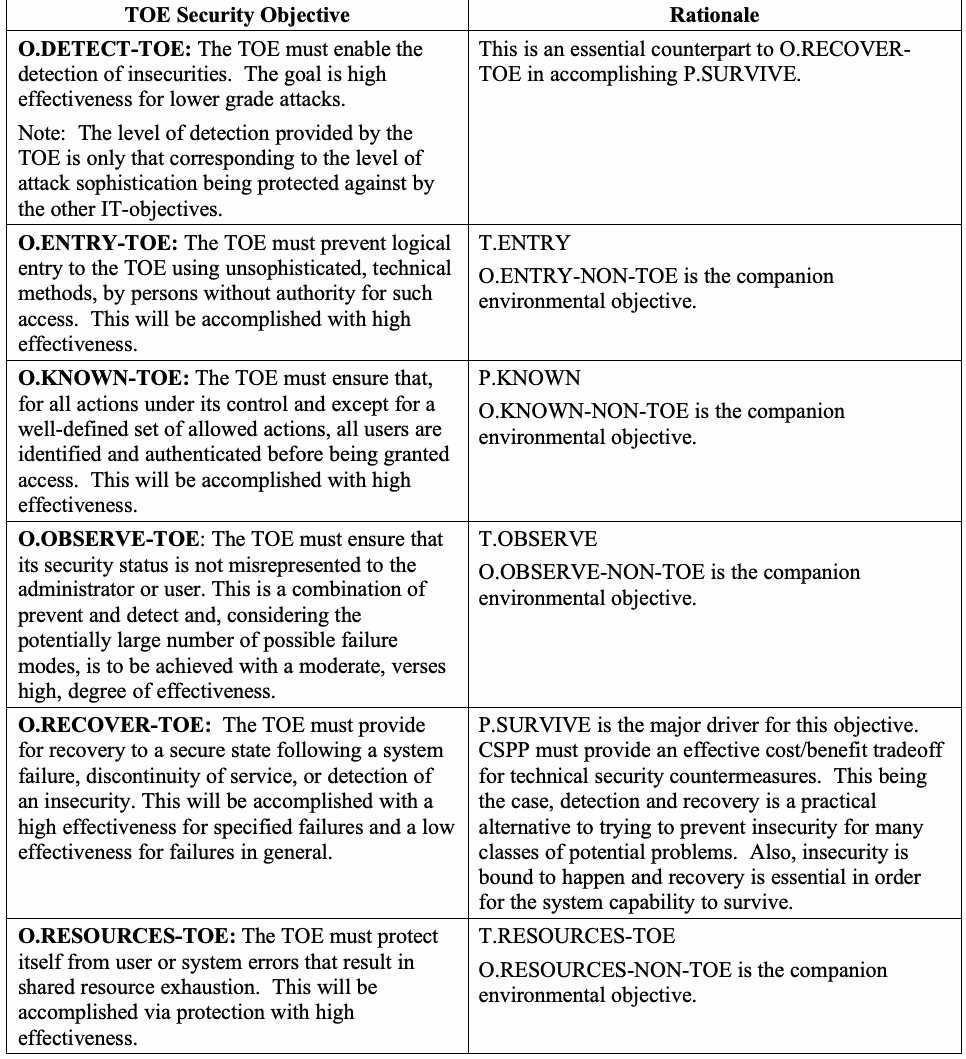 TOE Security Objective
Rationale
O.DETECT-TOE: The TOE must enable the
detection of insecurities. The goal is high
effectiveness for lower grade attacks.
Note: The level of detection provided by the
TOE is only that corresponding to the level of
attack sophistication being protected against by
the other IT-objectives.
This is an essential counterpart to O.RECOVER-
TOE in accomplishing P.SURVIVE.
O.ENTRY-TOE: The TOE must prevent logical
entry to the TOE using unsophisticated, technical
methods, by persons without authority for such
access. This will be accomplished with high
effectiveness.
T.ENTRY
O.ENTRY-NON-TOE is the companion
environmental objective.
O.KNOWN-TOE: The TOE must ensure that,
for all actions under its control and except for a
well-defined set of allowed actions, all users are
identified and authenticated before being granted
access. This will be accomplished with high
effectiveness.
P.KNOWN
O.KNOWN-NON-TOE is the companion
environmental objective.
O.OBSERVE-TOE: The TOE must ensure that
its security status is not misrepresented to the
administrator or user. This is a combination of
prevent and detect and, considering the
potentially large number of possible failure
modes, is to be achieved with a moderate, verses
high, degree of effectiveness.
T.OBSERVE
O.OBSERVE-NON-TOE is the companion
environmental objective.
O.RECOVER-TOE: The TOE must provide
for recovery to a secure state following a system
failure, discontinuity of service, or detection of
an insecurity. This will be accomplished with a
high effectiveness for specified failures and a low
effectiveness for failures in general.
P.SURVIVE is the major driver for this objective.
CSPP must provide an effective cost/benefit tradeoff
for technical security countermeasures. This being
the case, detection and recovery is a practical
alternative to trying to prevent insecurity for many
classes of potential problems. Also, insecurity is
bound to happen and recovery is essential in order
for the system capability to survive.
O.RESOURCES-TOE: The TOE must protect
itself from user or system errors that result in
shared resource exhaustion. This will be
accomplished via protection with high
effectiveness.
T.RESOURCES-TOE
O.RESOURCES-NON-TOE is the companion
environmental objective.